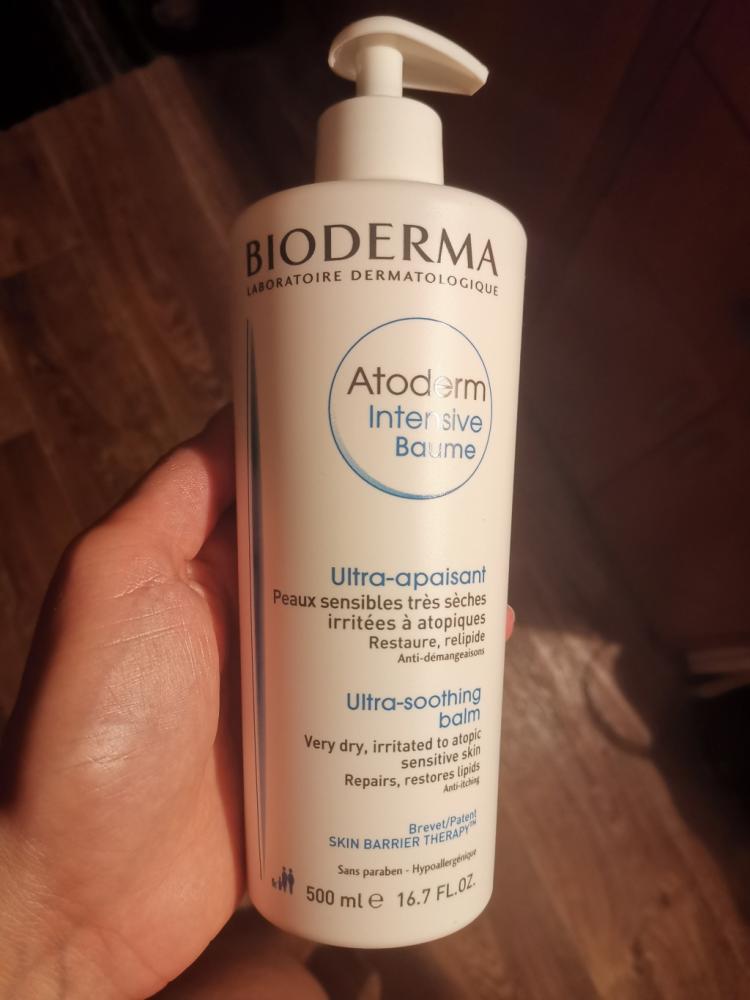 BIODERMA
LABORATOIRE DERMATOLOGIQUE
Atoderm
Intensive
Baume
Ultra-apaisant
Peaux sensibles très sèches
irritées à atopiques
Restaure, relipide
Anti-démangeaisons
Ultra-soothing
balm
Very dry, irritated to atopic
sensitive skin
Repairs, restores lipids
Anti-itching
Brevet/Patent
SKIN BARRIER THERAPY™
Sans paraben - Hypoallergénique
500 ml e 16.7 FL.OZ.